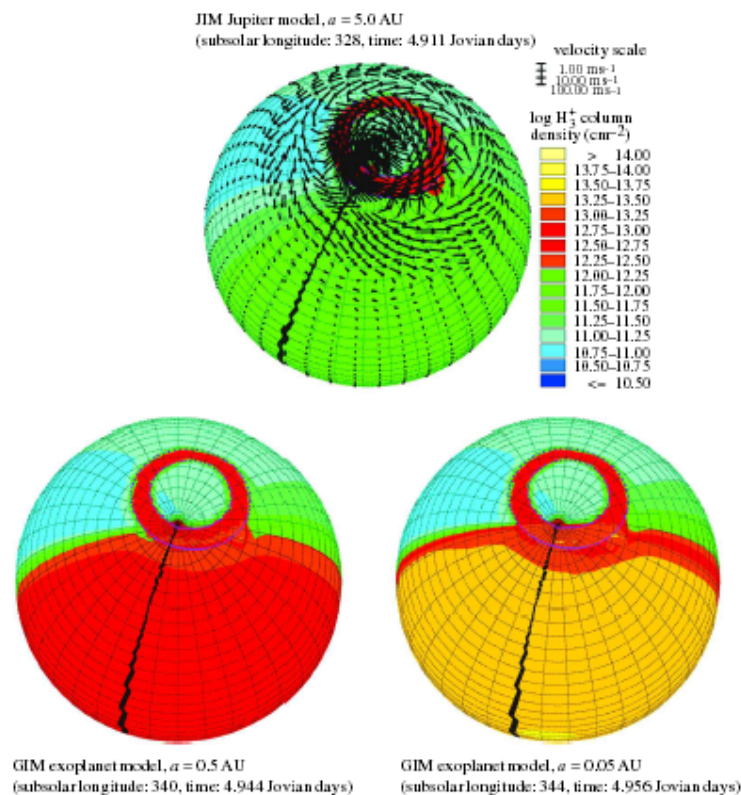 JIM Jupiter model, a = 5.0 AU
(subsolar longitude: 328, time: 4.911 Jovian days)
velocity scale
1.00 ms⁻¹
10.00 ms⁻¹
100.00 ms⁻¹
log H₃⁺ column
density (cm⁻²)
> 14.00
13.75–14.00
13.50–13.75
13.25–13.50
13.00–13.25
12.75–13.00
12.50–12.75
12.25–12.50
12.00–12.25
11.75–12.00
11.50–11.75
11.25–11.50
11.00–11.25
10.75–11.00
10.50–10.75
<= 10.50
GIM exoplanet model, a = 0.5 AU
(subsolar longitude: 340, time: 4.944 Jovian days)
GIM exoplanet model, a = 0.05 AU
(subsolar longitude: 344, time: 4.956 Jovian days)